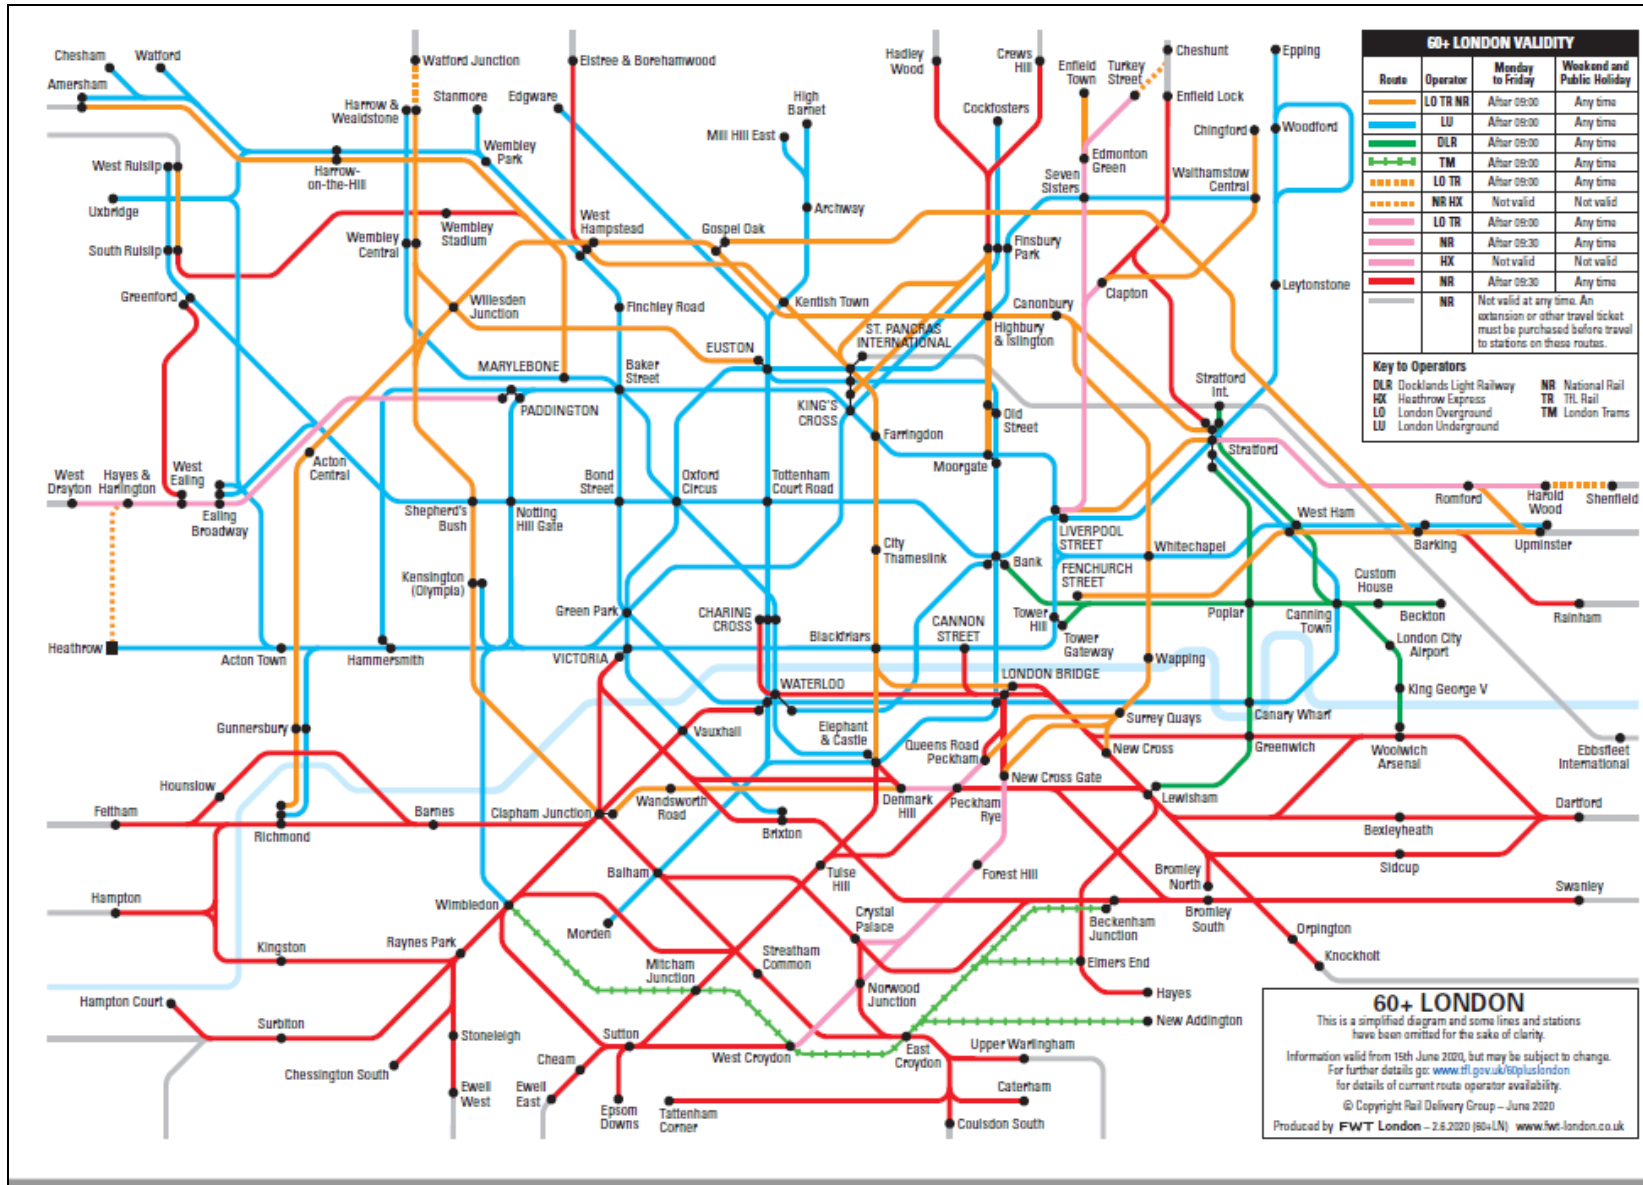 Chesham
Watford
Amersham
Watford Junction
Elstree & Borehamwood
Hadley
Wood
Crews
Hill
Enfield
Town
Turkey
Street
Cheshunt
Epping
Harrow &
Wealdstone
Stanmore
Edgware
High
Barnet
Cockfosters
Enfield Lock
Mill Hill East
Chingford
Woodford
Wembley
Park
West Ruislip
Harrow-
on-the-Hill
Edmonton
Green
Seven
Sisters
Walthamstow
Central
Uxbridge
Archway
West
Hampstead
Gospel Oak
Wembley
Stadium
Wembley
Central
Finsbury
Park
South Ruislip
Greenford
Willesden
Junction
Finchley Road
Kentish Town
Canonbury
Clapton
Leytonstone
ST. PANCRAS
INTERNATIONAL
Highbury
& Islington
EUSTON
MARYLEBONE
Baker
Street
Stratford
Int.
PADDINGTON
KING'S
CROSS
Old
Street
Farringdon
Stratford
Moorgate
Acton
Central
West
Drayton
Hayes &
Harlington
West
Ealing
Ealing
Broadway
Bond
Street
Oxford
Circus
Tottenham
Court Road
Shepherd's
Bush
Notting
Hill Gate
Romford
Harold
Wood
Shenfield
LIVERPOOL
STREET
West Ham
Barking
Upminster
City
Thameslink
Whitechapel
Bank
FENCHURCH
STREET
Kensington
(Olympia)
Custom
House
Green Park
CHARING
CROSS
CANNON
STREET
Tower
Hill
Tower
Gateway
Poplar
Canning
Town
Beckton
Rainham
Blackfriars
London City
Airport
Heathrow
Acton Town
Hammersmith
VICTORIA
Wapping
LONDON BRIDGE
WATERLOO
King George V
Gunnersbury
Vauxhall
Elephant
& Castle
Surrey Quays
Canary Wharf
Queens Road
Peckham
New Cross
Greenwich
Woolwich
Arsenal
Ebbsfleet
International
Hounslow
New Cross Gate
Feltham
Richmond
Barnes
Clapham Junction
Wandsworth
Road
Denmark
Hill
Peckham
Rye
Lewisham
Dartford
Brixton
Bexleyheath
Balham
Tulse
Hill
Forest Hill
Bromley
North
Sidcup
Hampton
Wimbledon
Morden
Crystal
Palace
Beckenham
Junction
Bromley
South
Swanley
Kingston
Raynes Park
Mitcham
Junction
Streatham
Common
Orpington
Elmers End
Knockholt
Hampton Court
Norwood
Junction
Hayes
Surbiton
Stoneleigh
Sutton
West Croydon
East
Croydon
New Addington
Chessington South
Cheam
Upper Warlingham
Ewell
West
Ewell
East
Epsom
Downs
Tattenham
Corner
Caterham
Coulsdon South
60+ LONDON VALIDITY
Route Operator Monday to Friday Weekend and Public Holiday
LO TR NR After 09:00 Any time
LU After 09:00 Any time
DLR After 09:00 Any time
TM After 09:00 Any time
LO TR After 09:00 Any time
NR HX Not valid Not valid
LO TR After 09:00 Any time
NR After 09:30 Any time
HX Not valid Not valid
NR After 09:30 Any time
NR Not valid at any time. An
extension or other travel ticket
must be purchased before travel
to stations on these routes.
Key to Operators
DLR Docklands Light Railway NR National Rail
HX Heathrow Express TR TfL Rail
LO London Overground TM London Trams
LU London Underground
60+ LONDON
This is a simplified diagram and some lines and stations
have been omitted for the sake of clarity.
Information valid from 15th June 2020, but may be subject to change.
For further details go: www.tfl.gov.uk/60pluslondon
for details of current route operator availability.
© Copyright Rail Delivery Group – June 2020
Produced by FWT London – 2.6.2020 (60+LN) www.fwt-london.co.uk